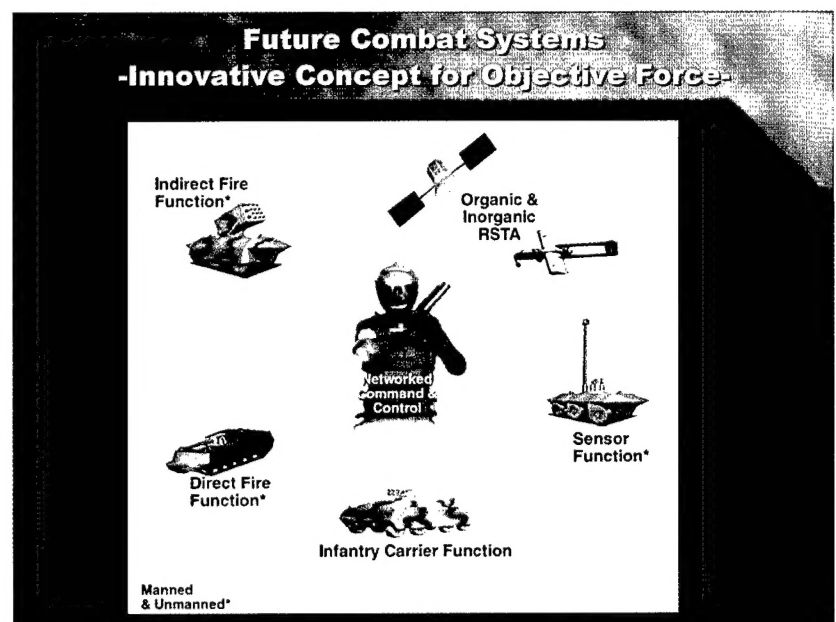 Future Combat Systems
-Innovative Concept for Objective Force-
Indirect Fire
Function*
Organic &
Inorganic
RSTA
Networked
Command &
Control
Sensor
Function*
Direct Fire
Function*
Infantry Carrier Function
Manned
& Unmanned*